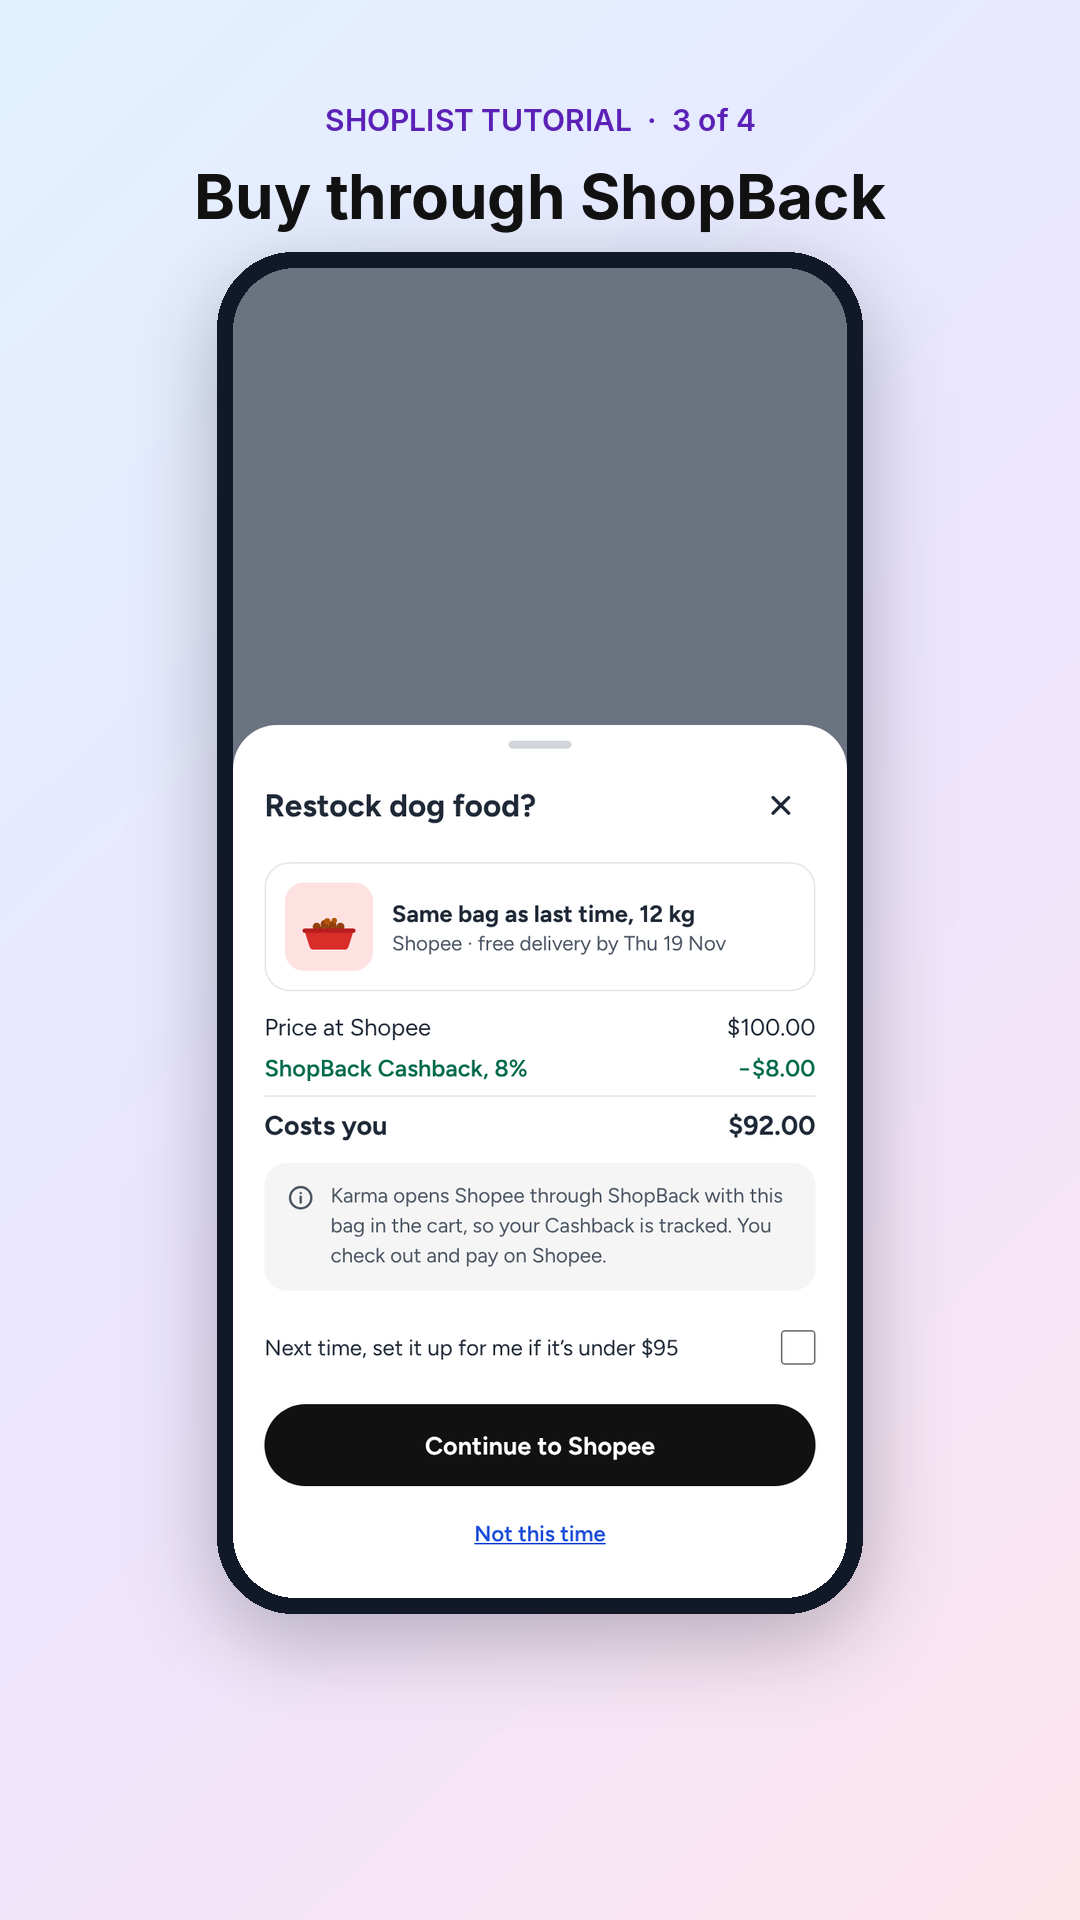 SHOPLIST TUTORIAL · 3 of 4
Buy through ShopBack
Restock dog food?
Same bag as last time, 12 kg
Shopee · free delivery by Thu 19 Nov
Price at Shopee $100.00
ShopBack Cashback, 8% -$8.00
Costs you $92.00
Karma opens Shopee through ShopBack with this
bag in the cart, so your Cashback is tracked. You
check out and pay on Shopee.
Next time, set it up for me if it’s under $95
Continue to Shopee
Not this time